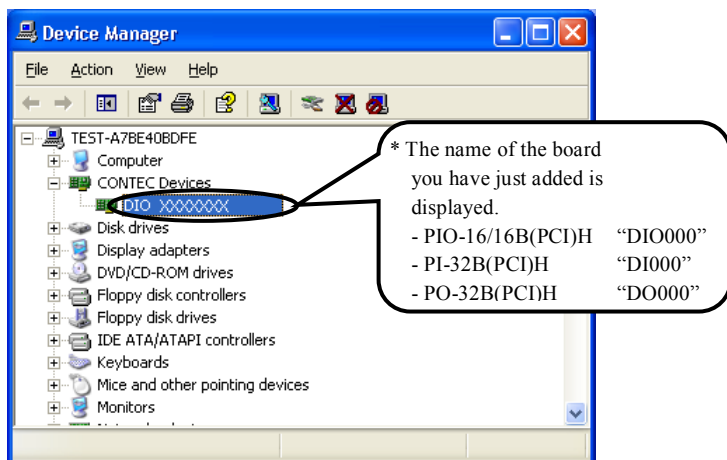 Device Manager
File Action View Help
TEST-A7BE40BDFE
Computer
CONTEC Devices
DIO XXXXXXXX
Disk drives
Display adapters
DVD/CD-ROM drives
Floppy disk controllers
Floppy disk drives
IDE ATA/ATAPI controllers
Keyboards
Mice and other pointing devices
Monitors
* The name of the board
you have just added is
displayed.
- PIO-16/16B(PCI)H “DIO000”
- PI-32B(PCI)H “DI000”
- PO-32B(PCI)H “DO000”